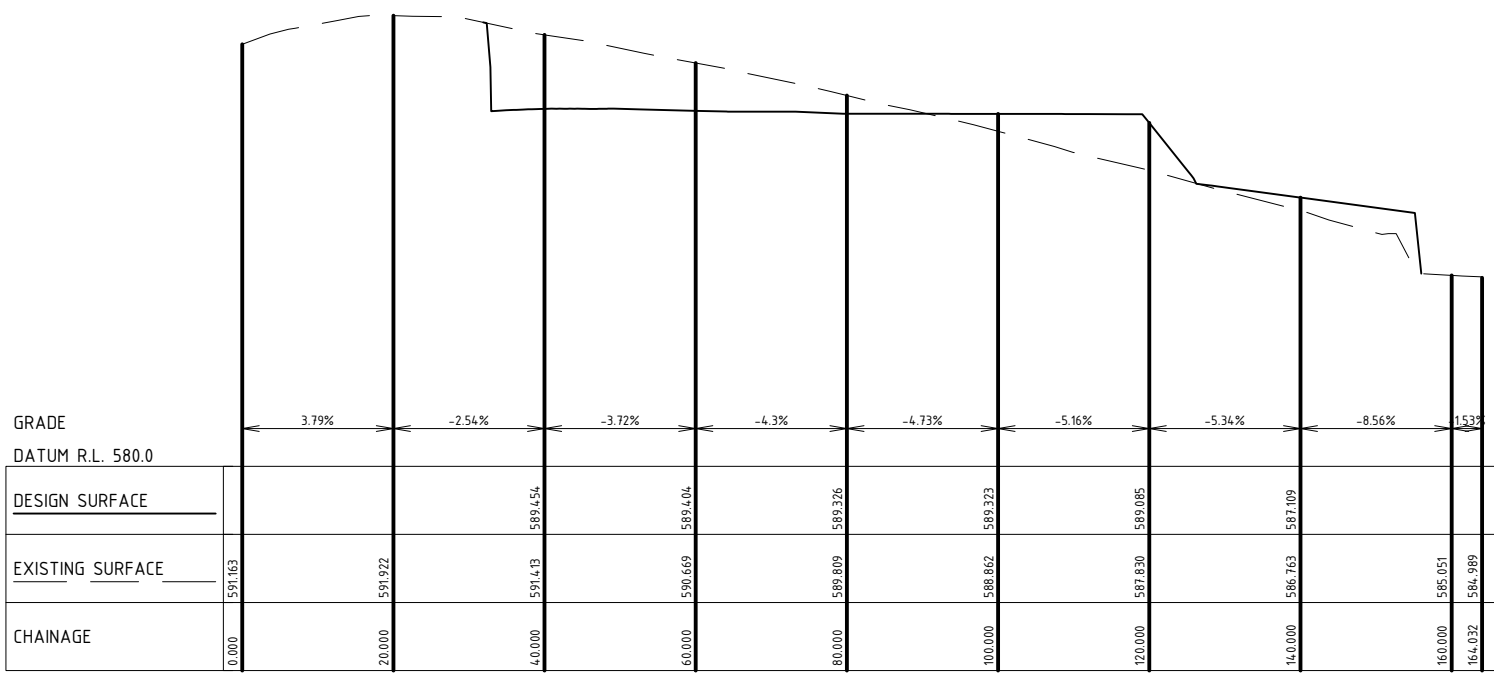 GRADE 3.79% -2.54% -3.72% -4.3% -4.73% -5.16% -5.34% -8.56% -1.53%
DATUM R.L. 580.0
DESIGN SURFACE 589.454 589.404 589.326 589.323 589.085 587.109
EXISTING SURFACE 591.163 591.922 591.413 590.669 589.809 588.862 587.830 586.763 585.051 584.989
CHAINAGE 0.000 20.000 40.000 60.000 80.000 100.000 120.000 140.000 160.000 164.032